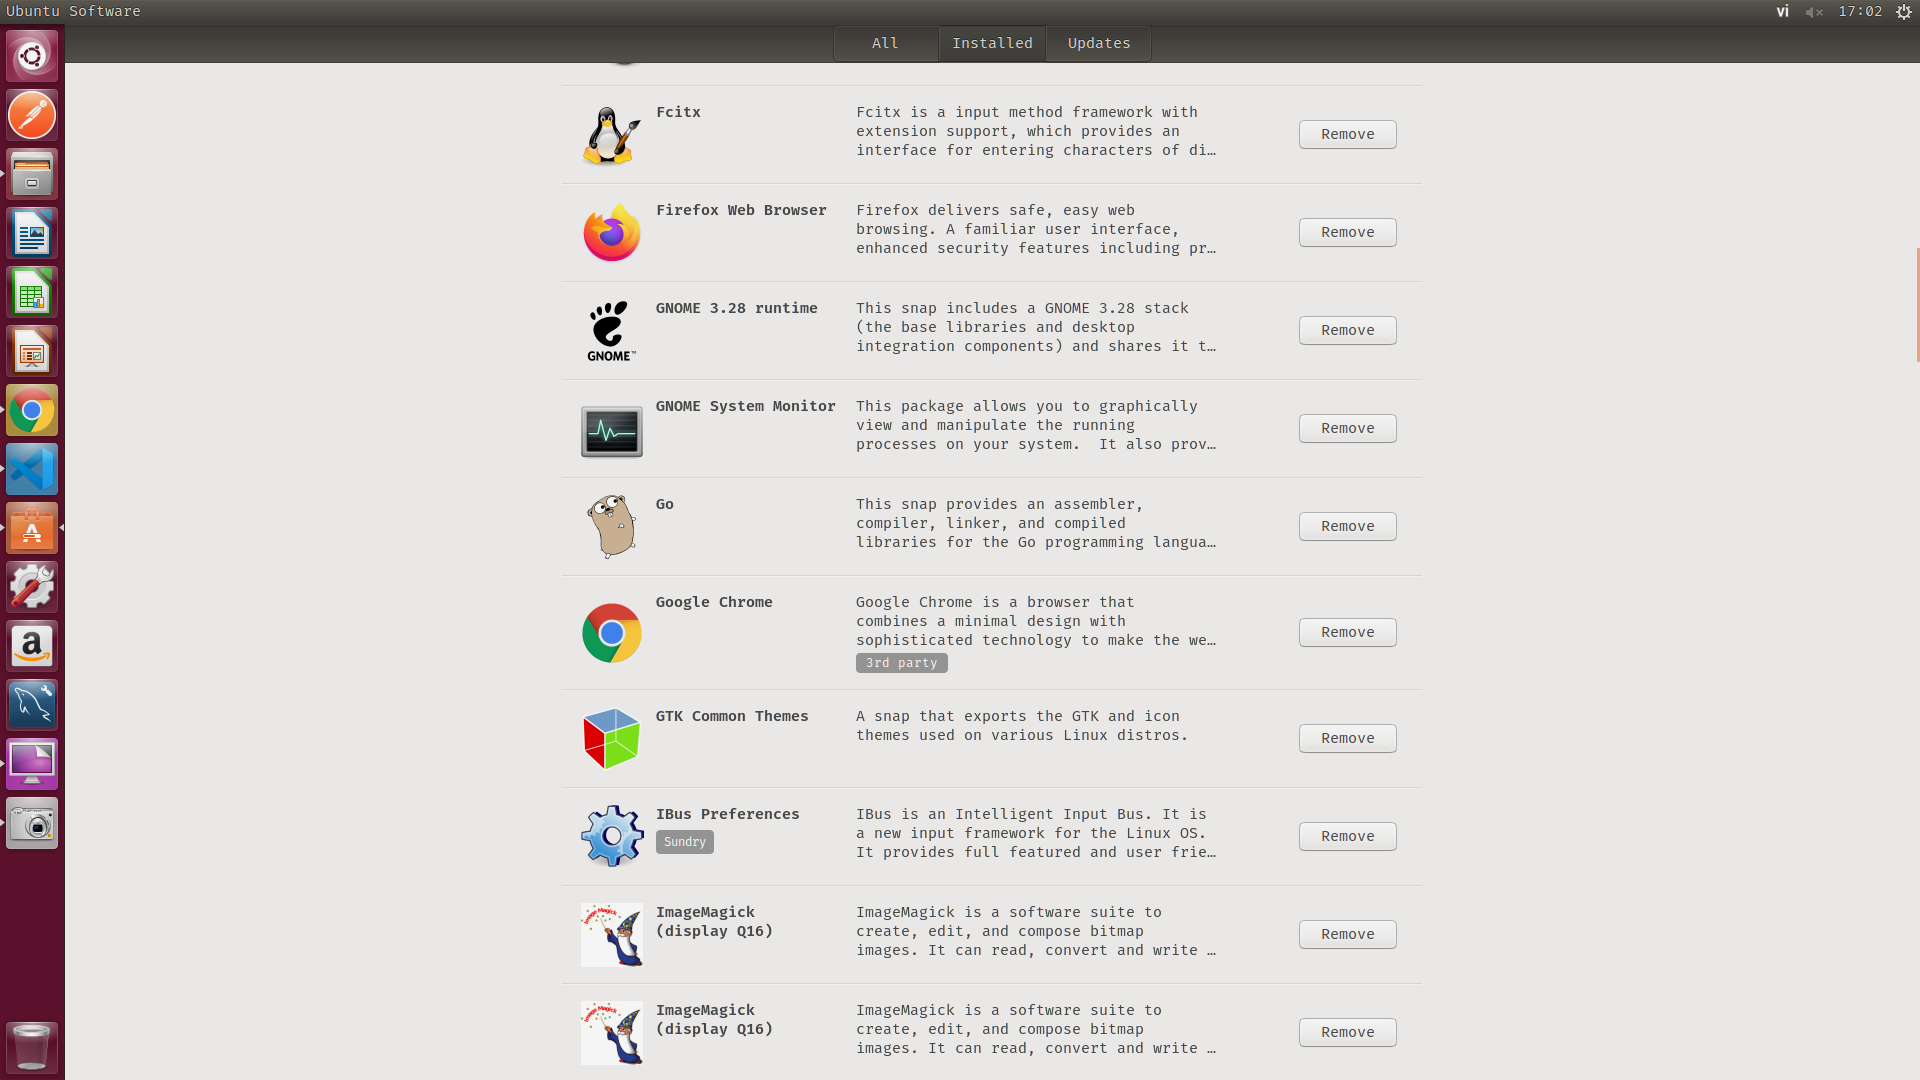 Ubuntu Software
vi
17:02
All
Installed
Updates
Fcitx
Fcitx is a input method framework with
extension support, which provides an
interface for entering characters of di…
Remove
Firefox Web Browser
Firefox delivers safe, easy web
browsing. A familiar user interface,
enhanced security features including pr…
Remove
GNOME™
GNOME 3.28 runtime
This snap includes a GNOME 3.28 stack
(the base libraries and desktop
integration components) and shares it t…
Remove
GNOME System Monitor
This package allows you to graphically
view and manipulate the running
processes on your system.  It also prov…
Remove
Go
This snap provides an assembler,
compiler, linker, and compiled
libraries for the Go programming langua…
Remove
Google Chrome
Google Chrome is a browser that
combines a minimal design with
sophisticated technology to make the we…
3rd party
Remove
GTK Common Themes
A snap that exports the GTK and icon
themes used on various Linux distros.
Remove
IBus Preferences
Sundry
IBus is an Intelligent Input Bus. It is
a new input framework for the Linux OS.
It provides full featured and user frie…
Remove
Image Magick
ImageMagick
(display Q16)
ImageMagick is a software suite to
create, edit, and compose bitmap
images. It can read, convert and write …
Remove
Image Magick
ImageMagick
(display Q16)
ImageMagick is a software suite to
create, edit, and compose bitmap
images. It can read, convert and write …
Remove